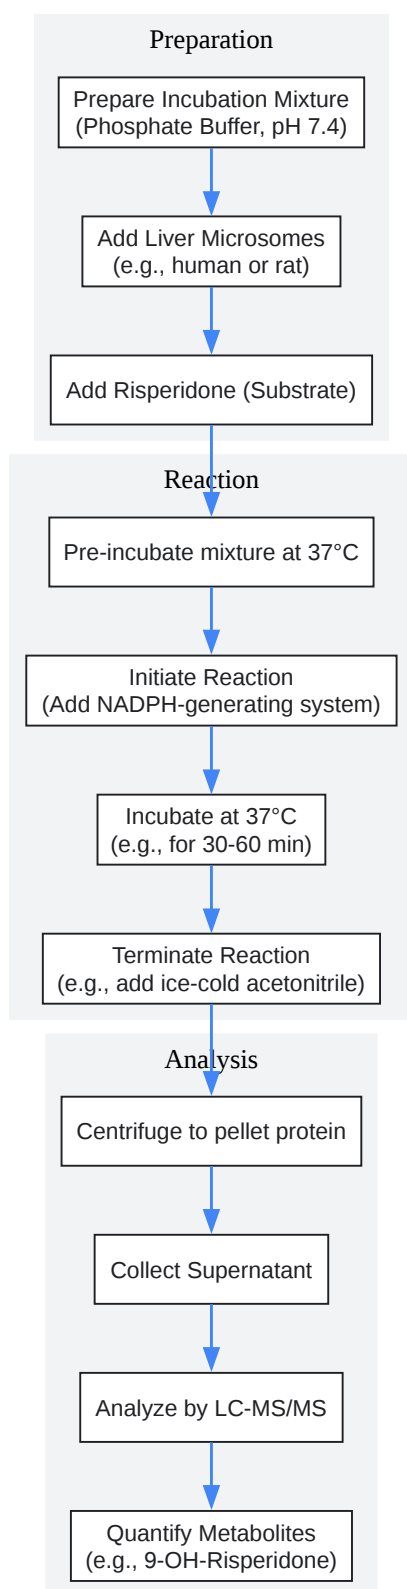 Preparation
Prepare Incubation Mixture
(Phosphate Buffer, pH 7.4)
Add Liver Microsomes
(e.g., human or rat)
Add Risperidone (Substrate)
Reaction
Pre-incubate mixture at 37°C
Initiate Reaction
(Add NADPH-generating system)
Incubate at 37°C
(e.g., for 30-60 min)
Terminate Reaction
(e.g., add ice-cold acetonitrile)
Analysis
Centrifuge to pellet protein
Collect Supernatant
Analyze by LC-MS/MS
Quantify Metabolites
(e.g., 9-OH-Risperidone)